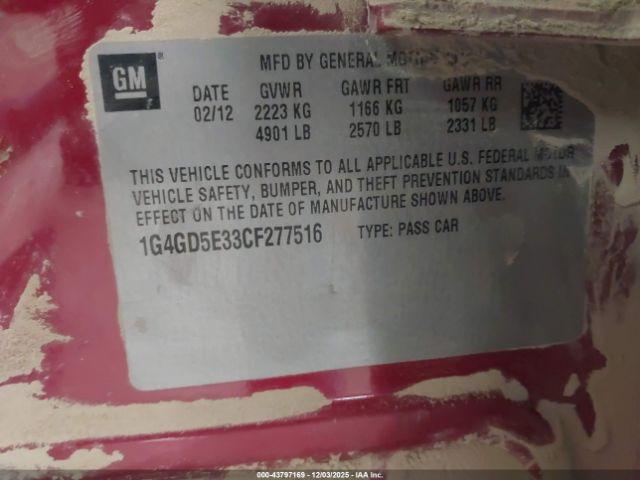 GM
MFD BY GENERAL MOTORS
DATE GVWR GAWR FRT GAWR RR
02/12 2223 KG 1166 KG 1057 KG
4901 LB 2570 LB 2331 LB
THIS VEHICLE CONFORMS TO ALL APPLICABLE U.S. FEDERAL MOTOR
VEHICLE SAFETY, BUMPER, AND THEFT PREVENTION STANDARDS IN
EFFECT ON THE DATE OF MANUFACTURE SHOWN ABOVE.
1G4GD5E33CF277516 TYPE: PASS CAR
000-43797169 - 12/03/2025 - IAA Inc.